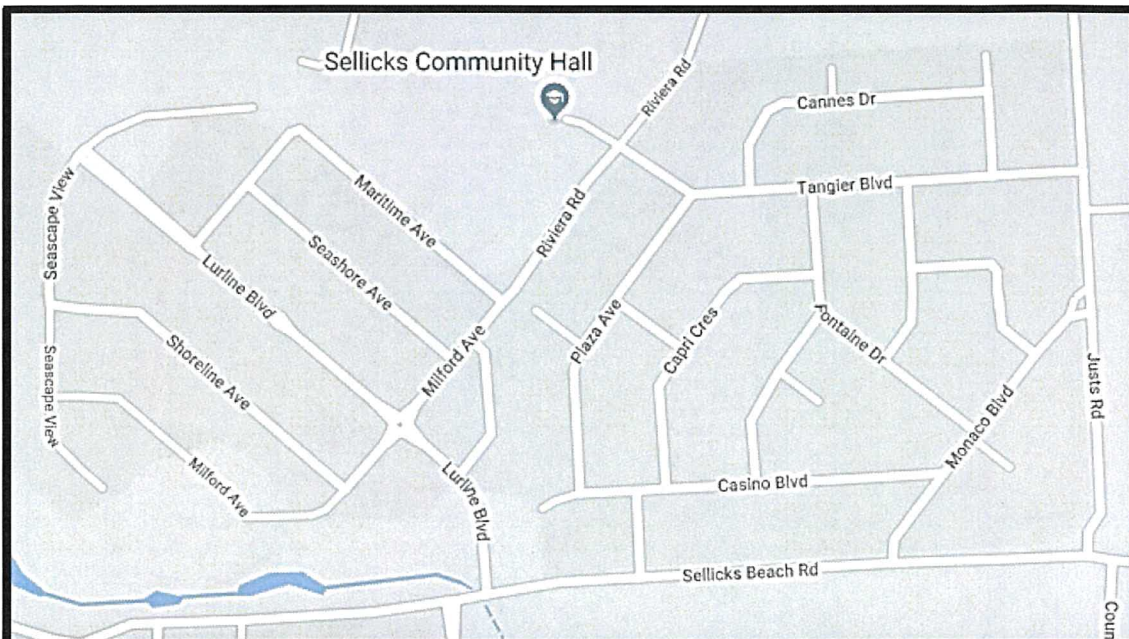 Sellicks Community Hall
Riviera Rd
Cannes Dr
Tangier Blvd
Maritime Ave
Riviera Rd
Seascape View
Seashore Ave
Lurline Blvd
Plaza Ave
Capri Cres
Fontaine Dr
Milford Ave
Shoreline Ave
Seascape View
Justs Rd
Monaco Blvd
Milford Ave
Lurline Blvd
Casino Blvd
Sellicks Beach Rd
Coun